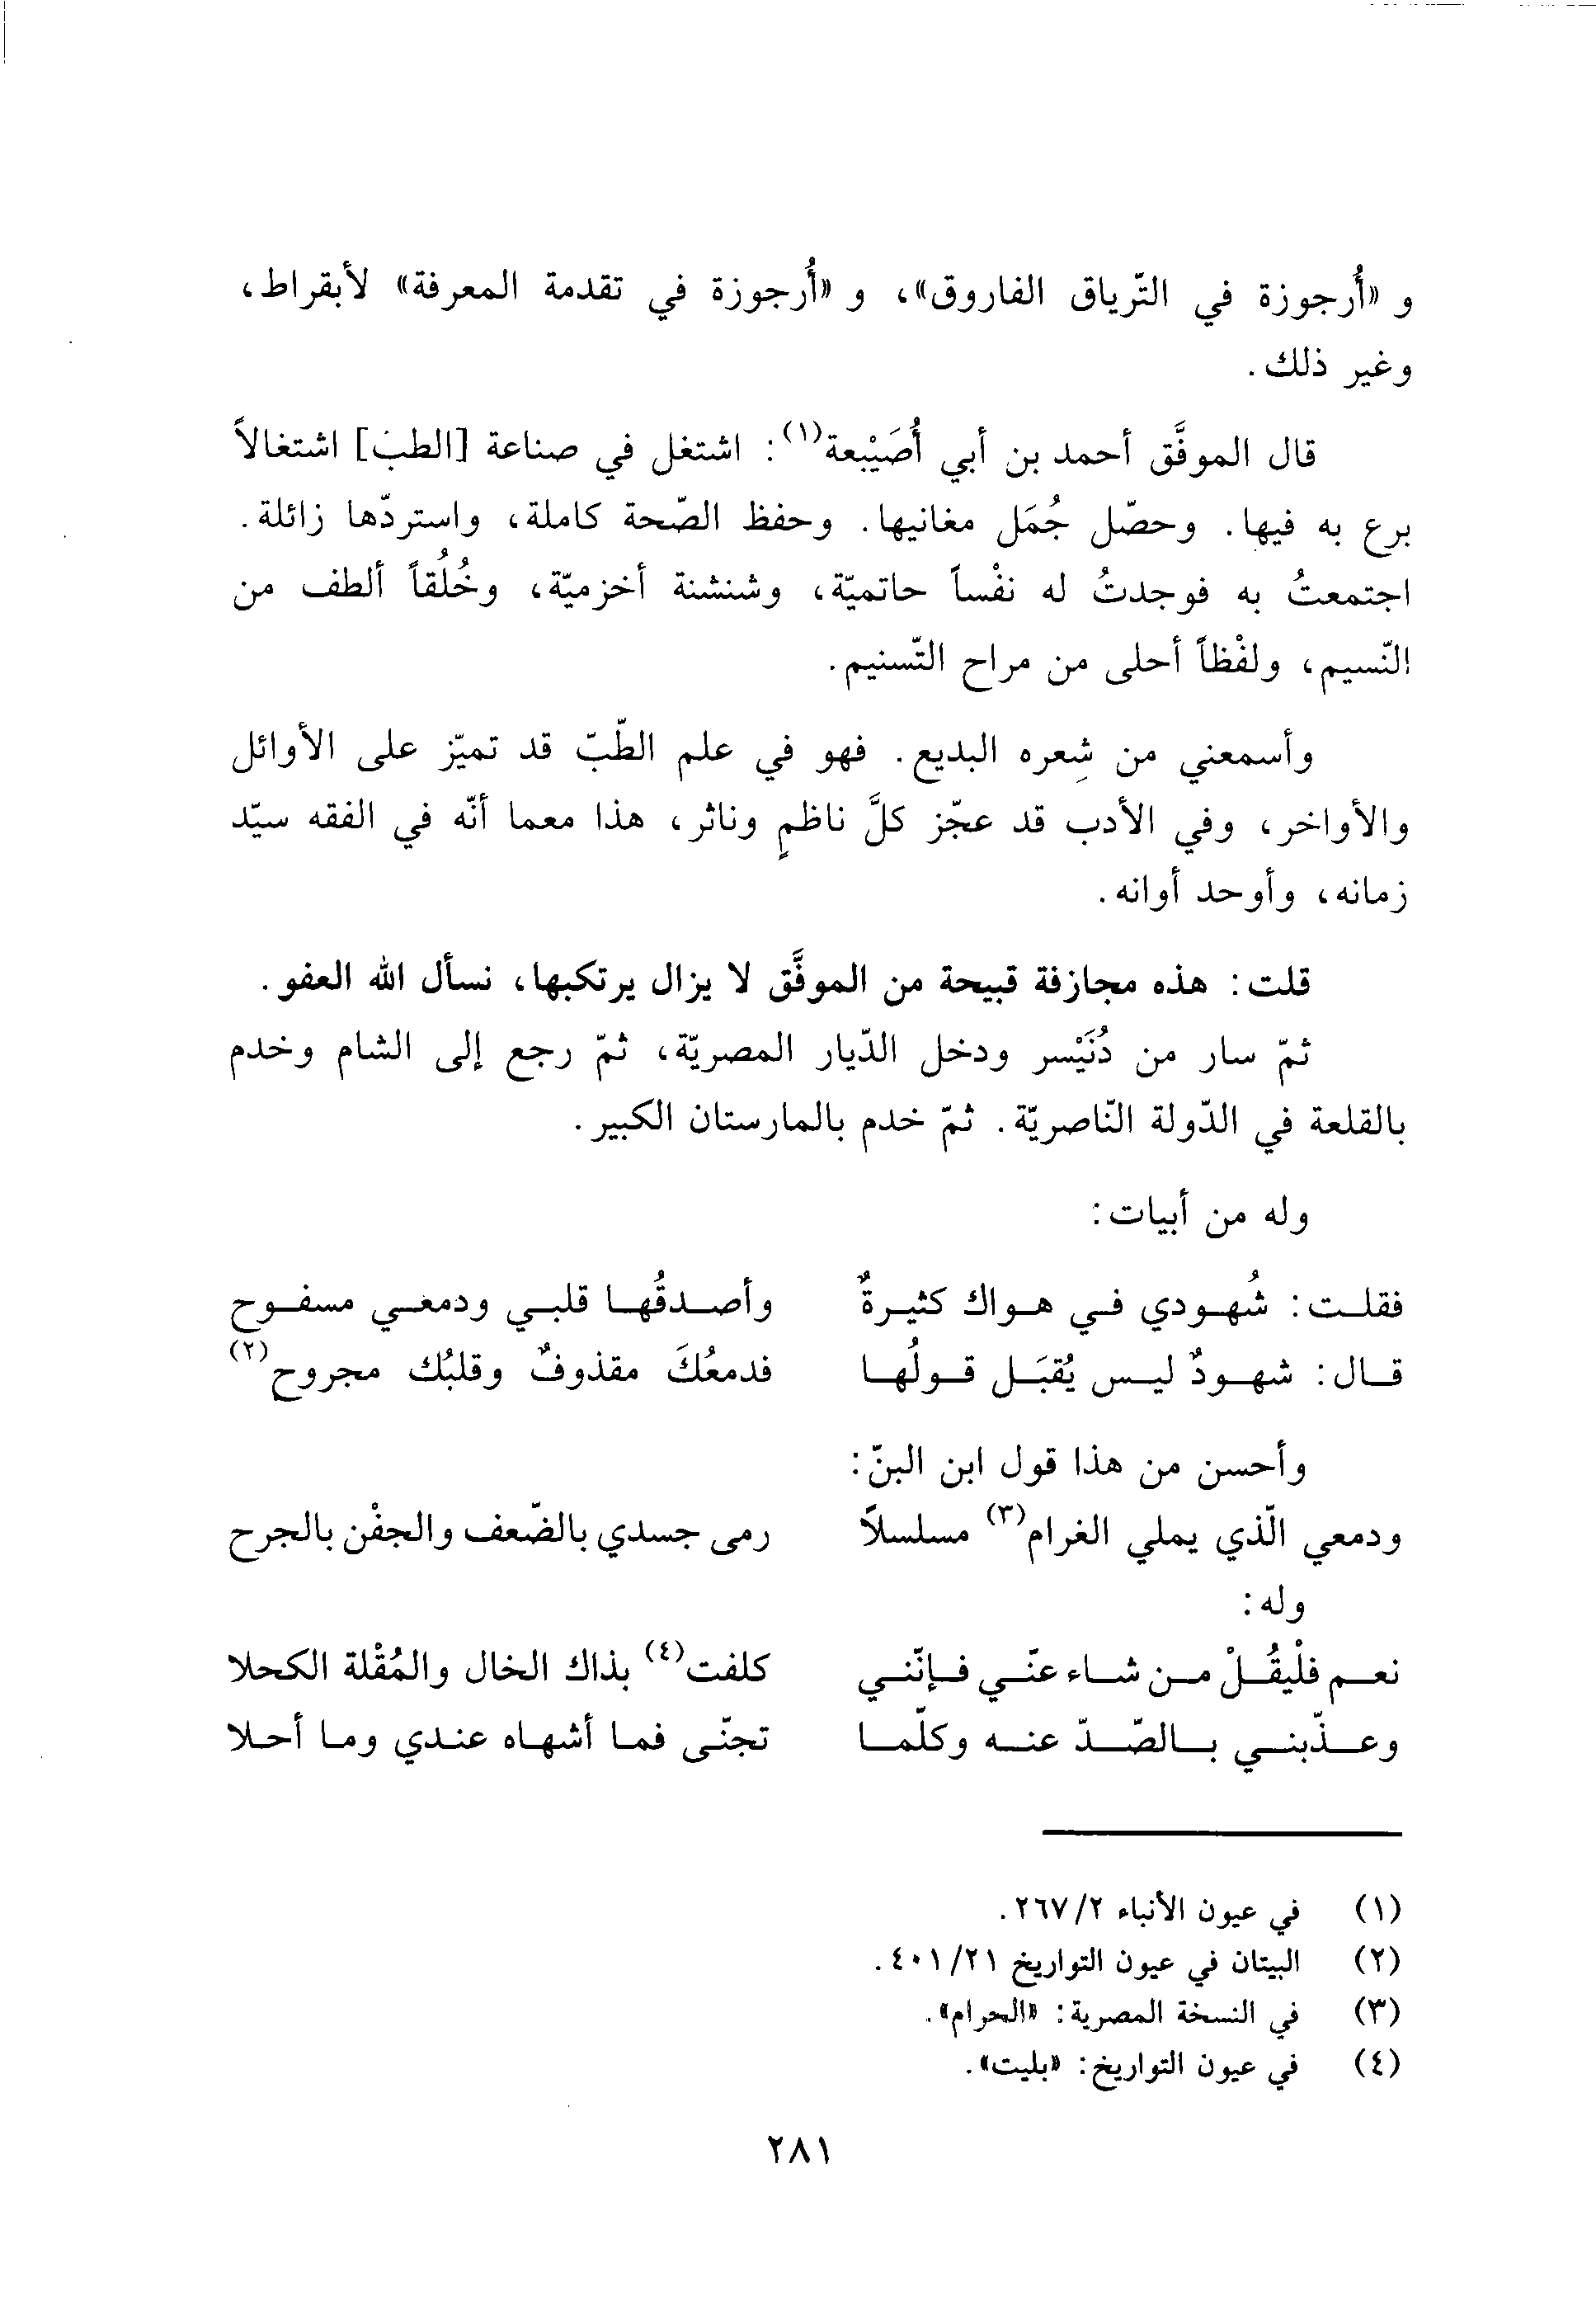 و «أُرجوزة في التّرياق الفاروق»، و «أُرجوزة في تقدمة المعرفة» لأبقراط،
وغير ذلك.
قال الموفَّق أحمد بن أبي أُصَيْبعة(١): اشتغل في صناعة [الطب] اشتغالاً
برع به فيها. وحصّل جُمَل مغانيها. وحفظ الصّحة كاملة، واستردّها زائلة.
اجتمعتُ به فوجدتُ له نفْساً حاتميّة، وشنشنة أخزميّة، وخُلُقاً ألطف من
النّسيم، ولفْظاً أحلى من مراح التّسنيم.
وأسمعني من شِعره البديع. فهو في علم الطّبّ قد تميّز على الأوائل
والأواخر، وفي الأدب قد عجّز كلَّ ناظمٍ وناثر، هذا معما أنّه في الفقه سيّد
زمانه، وأوحد أوانه.
قلت: هذه مجازفة قبيحة من الموفَّق لا يزال يرتكبها، نسأل الله العفو.
ثمّ سار من دُنَيْسر ودخل الدّيار المصريّة، ثمّ رجع إلى الشام وخدم
بالقلعة في الدّولة النّاصريّة. ثمّ خدم بالمارستان الكبير.
وله من أبيات:
فقلت: شُهودي في هواك كثيرةٌ وأصدقُها قلبي ودمعي مسفوح
قال: شهودٌ ليس يُقبَل قولُها فدمعُكَ مقذوفٌ وقلبُك مجروح(٢)
وأحسن من هذا قول ابن البنّ:
ودمعي الّذي يملي الغرام(٣) مسلسلاً رمى جسدي بالضّعف والجفْن بالجرح
وله:
نعم فلْيقُلْ من شاء عنّي فإنّني كلفت(٤) بذاك الخال والمُقْلة الكحلا
وعذّبني بالصّدّ عنه وكلّما تجنّى فما أشهاه عندي وما أحلا
(١) في عيون الأنباء ٢٦٧/٢.
(٢) البيتان في عيون التواريخ ٤٠١/٢١.
(٣) في النسخة المصرية: «الحرام».
(٤) في عيون التواريخ: «بليت».
٢٨١